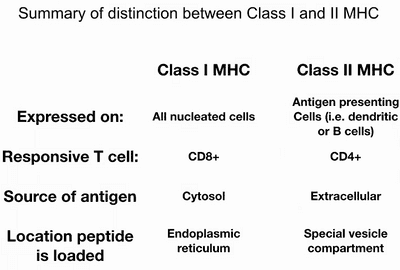 Summary of distinction between Class I and II MHC
Class I MHC
Class II MHC
Expressed on:
All nucleated cells
Antigen presenting
Cells (i.e. dendritic
or B cells)
Responsive T cell:
CD8+
CD4+
Source of antigen
Cytosol
Extracellular
Location peptide
is loaded
Endoplasmic
reticulum
Special vesicle
compartment